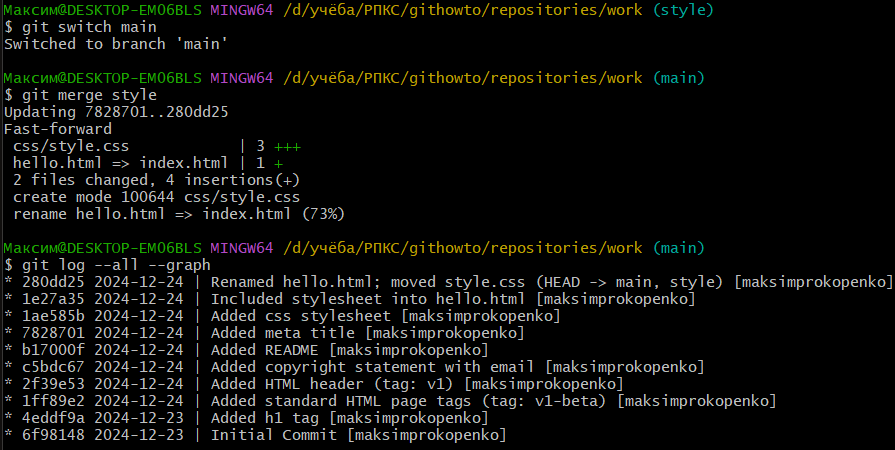 Максим@DESKTOP-EM06BLS MINGW64 /d/учёба/РПКС/githowto/repositories/work (style)
$ git switch main
Switched to branch 'main'
Максим@DESKTOP-EM06BLS MINGW64 /d/учёба/РПКС/githowto/repositories/work (main)
$ git merge style
Updating 7828701..280dd25
Fast-forward
 css/style.css            | 3 +++
 hello.html => index.html | 1 +
 2 files changed, 4 insertions(+)
 create mode 100644 css/style.css
 rename hello.html => index.html (73%)
Максим@DESKTOP-EM06BLS MINGW64 /d/учёба/РПКС/githowto/repositories/work (main)
$ git log --all --graph
* 280dd25 2024-12-24 | Renamed hello.html; moved style.css (HEAD -> main, style) [maksimprokopenko]
* 1e27a35 2024-12-24 | Included stylesheet into hello.html [maksimprokopenko]
* 1ae585b 2024-12-24 | Added css stylesheet [maksimprokopenko]
* 7828701 2024-12-24 | Added meta title [maksimprokopenko]
* b17000f 2024-12-24 | Added README [maksimprokopenko]
* c5bdc67 2024-12-24 | Added copyright statement with email [maksimprokopenko]
* 2f39e53 2024-12-24 | Added HTML header (tag: v1) [maksimprokopenko]
* 1ff89e2 2024-12-24 | Added standard HTML page tags (tag: v1-beta) [maksimprokopenko]
* 4eddf9a 2024-12-23 | Added h1 tag [maksimprokopenko]
* 6f98148 2024-12-23 | Initial Commit [maksimprokopenko]